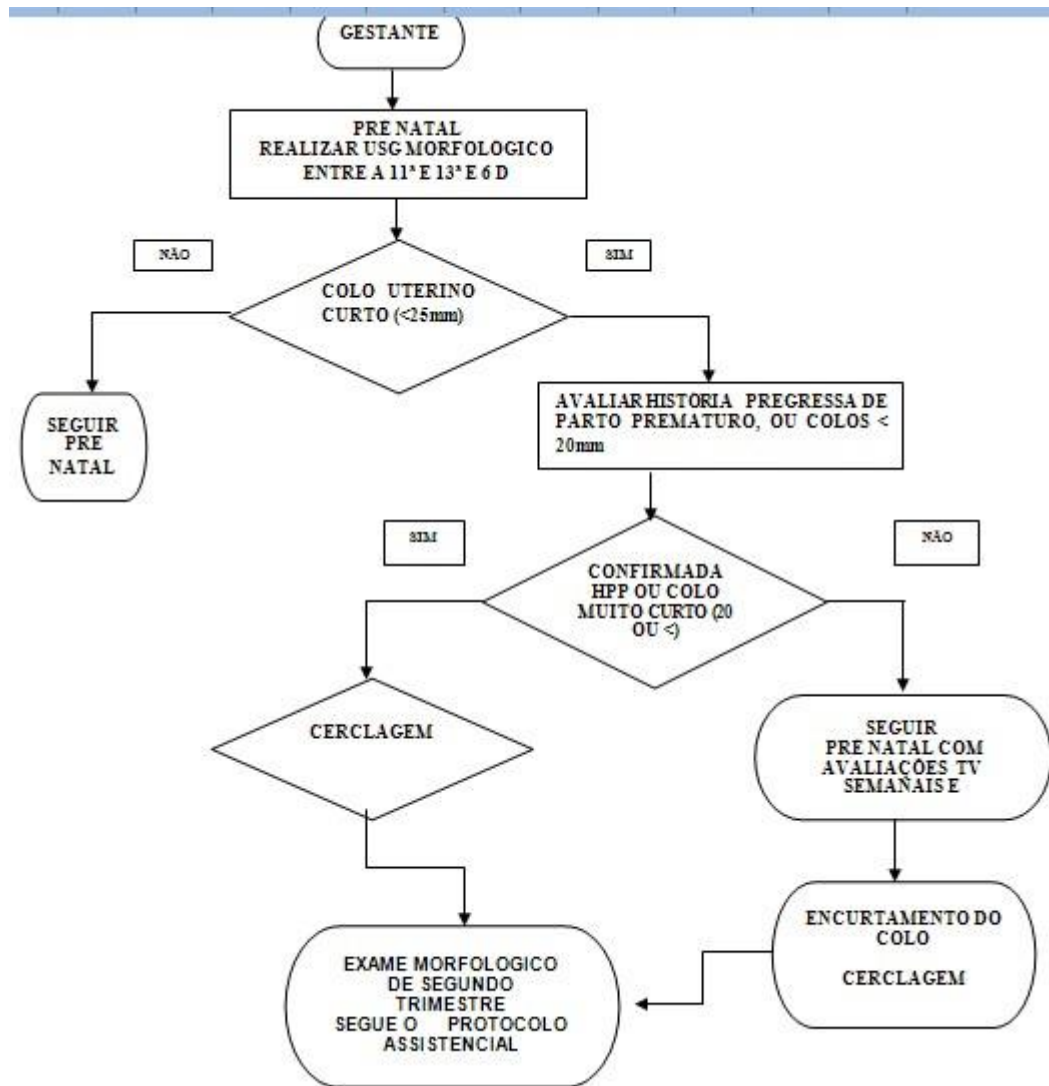 GESTANTE
PRE NATAL
REALIZAR USG MORFOLOGICO
ENTRE A 11ª E 13ª E 6 D
NÃO
SIM
COLO UTERINO
CURTO (<25mm)
SEGUIR
PRE
NATAL
AVALIAR HISTORIA PREGRESSA DE
PARTO PREMATURO, OU COLOS <
20mm
SIM
NÃO
CONFIRMADA
HPP OU COLO
MUITO CURTO (20
OU <)
CERCLAGEM
SEGUIR
PRE NATAL COM
AVALIAÇÕES TV
SEMANAIS E
ENCURTAMENTO DO
COLO
CERCLAGEM
EXAME MORFOLOGICO
DE SEGUNDO
TRIMESTRE
SEGUE O PROTOCOLO
ASSISTENCIAL